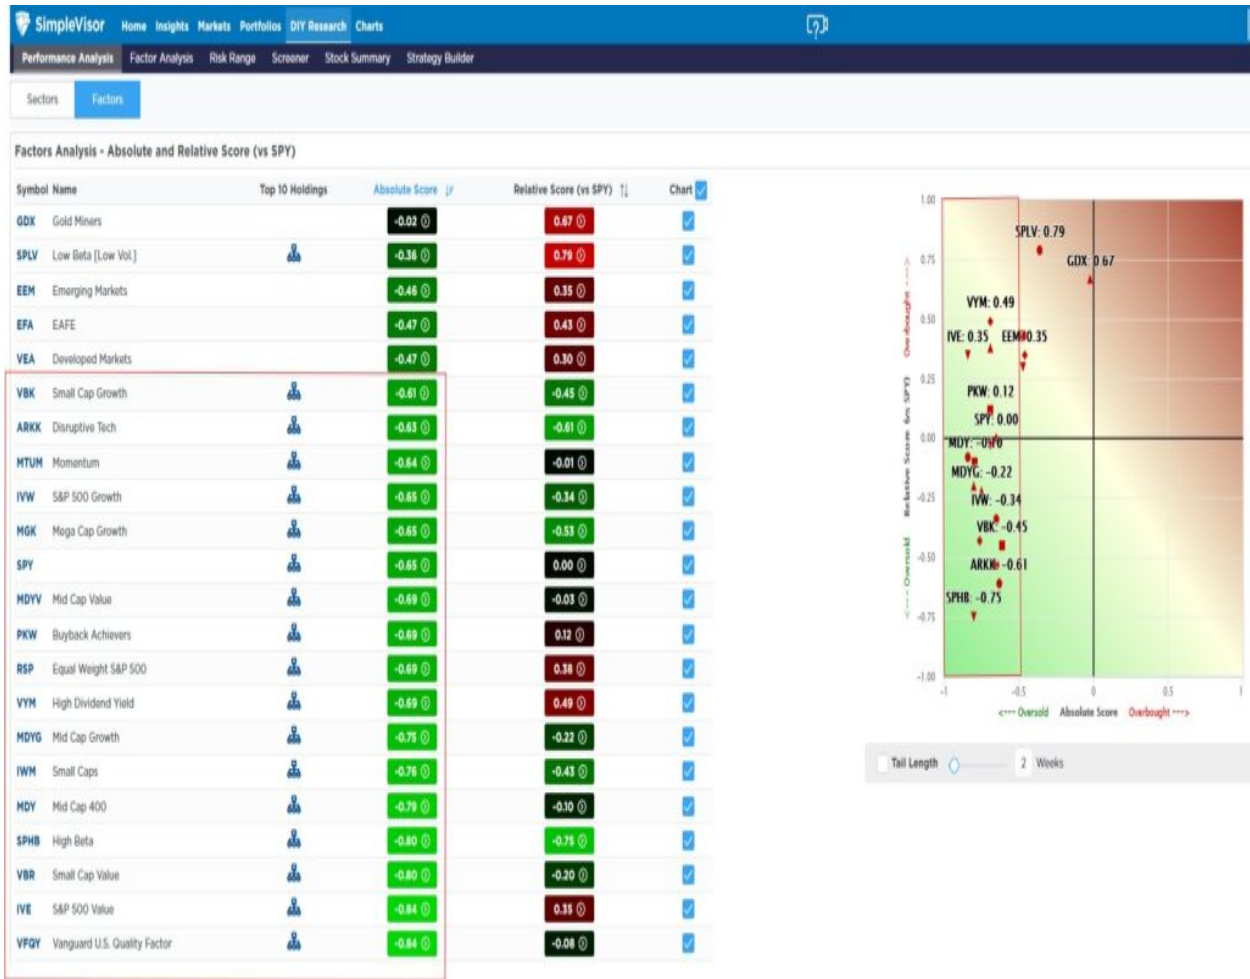 SimpleVisor Home Insights Markets Portfolios DIY Research Charts
Performance Analysis Factor Analysis Risk Range Screener Stock Summary Strategy Builder
Sectors Factors
Factors Analysis - Absolute and Relative Score (vs SPY)
Symbol Name Top 10 Holdings Absolute Score Relative Score (vs SPY) Chart
GDX Gold Miners -0.02 0.67
SPLV Low Beta [Low Vol.] -0.36 0.79
EEM Emerging Markets -0.46 0.35
EFA EAFE -0.47 0.43
VEA Developed Markets -0.47 0.30
VBK Small Cap Growth -0.61 -0.45
ARKK Disruptive Tech -0.63 -0.61
MTUM Momentum -0.64 -0.01
IVW S&P 500 Growth -0.65 -0.34
MGK Mega Cap Growth -0.65 -0.53
SPY -0.65 0.00
MDYV Mid Cap Value -0.69 -0.03
PKW Buyback Achievers -0.69 0.12
RSP Equal Weight S&P 500 -0.69 0.38
VYM High Dividend Yield -0.69 0.49
MDYG Mid Cap Growth -0.75 -0.22
IWM Small Caps -0.76 -0.43
MDY Mid Cap 400 -0.79 -0.10
SPHB High Beta -0.80 -0.75
VBR Small Cap Value -0.80 -0.20
IVE S&P 500 Value -0.84 0.35
VFQY Vanguard U.S. Quality Factor -0.84 -0.08
1.00
SPLV: 0.79
0.75
GDX: 0.67
VYM: 0.49
0.50
IVE: 0.35 EEM: 0.35
0.25
PKW: 0.12
SPY: 0.00
0.00
MDY: -0.10
MDYG: -0.22
-0.25
IVW: -0.34
VBK: -0.45
-0.50
ARKK: -0.61
SPHB: -0.75
-0.75
-1.00
-1 -0.5 0 0.5 1
<--- Oversold Relative Score (vs SPY) Overbought --->
<--- Oversold Absolute Score Overbought --->
Tail Length 2 Weeks